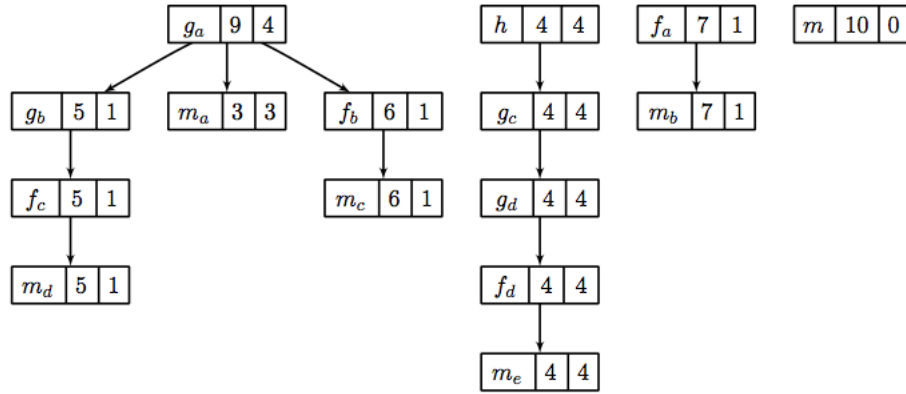 g_a 9 4 h 4 4 f_a 7 1 m 10 0
g_b 5 1 m_a 3 3 f_b 6 1 g_c 4 4 m_b 7 1
f_c 5 1 m_c 6 1 g_d 4 4
m_d 5 1 f_d 4 4
m_e 4 4